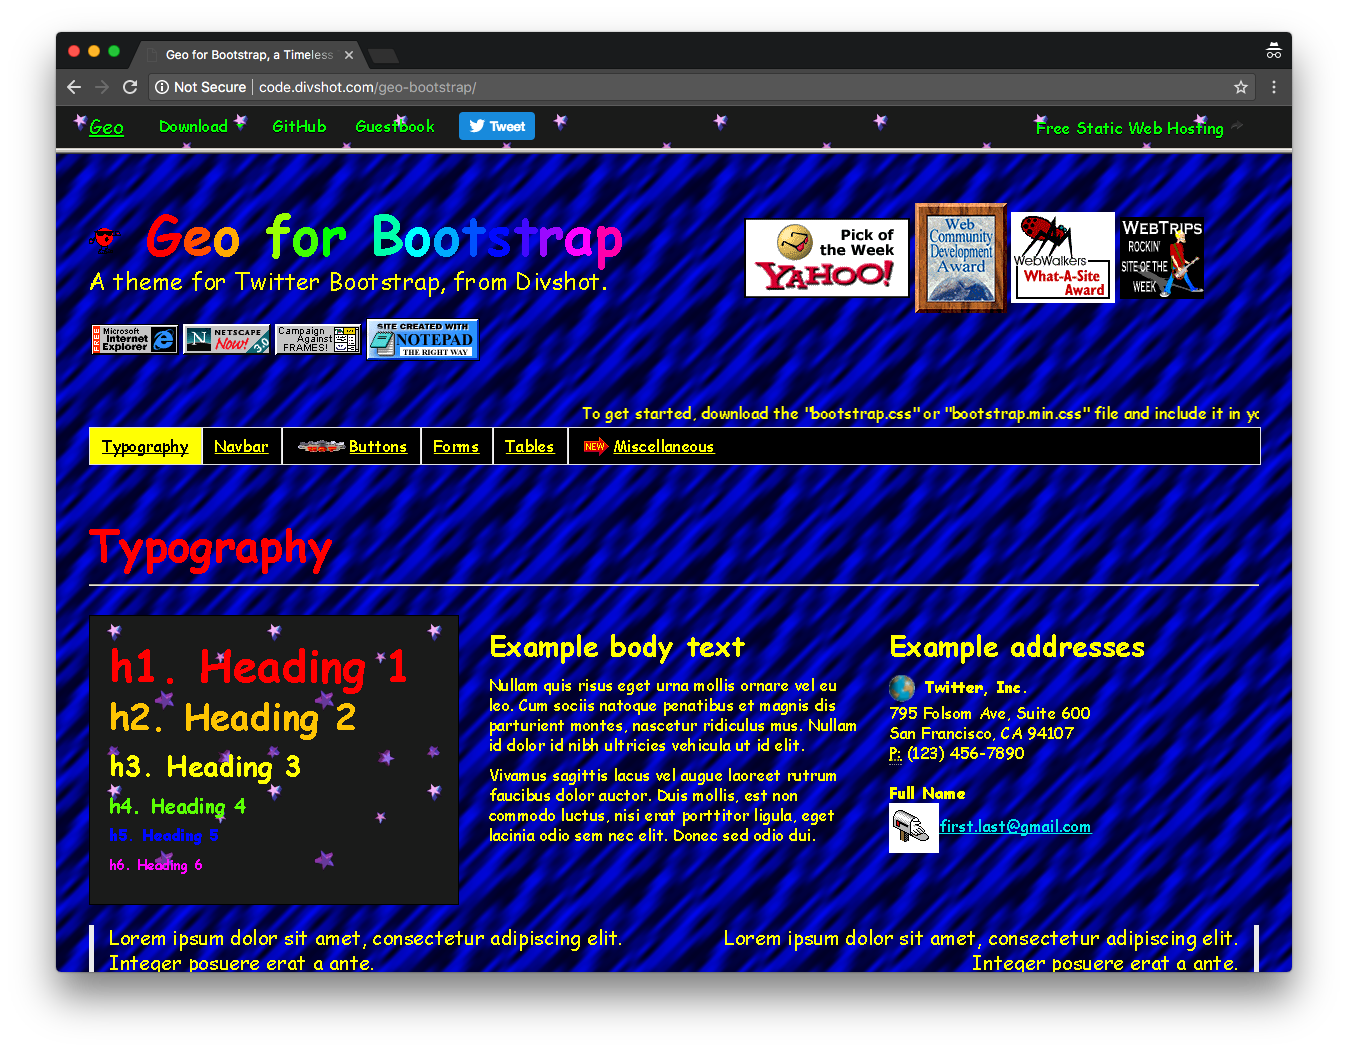 Geo for Bootstrap, a Timeless
Not Secure | code.divshot.com/geo-bootstrap/
Geo Download GitHub Guestbook Tweet Free Static Web Hosting
Geo for Bootstrap
A theme for Twitter Bootstrap, from Divshot.
Pick of
the Week
YAHOO!
Web
Community
Development
Award
WebWalkers
What-A-Site
Award
WEBTRIPS
ROCKIN'
SITE OF THE
WEEK
FREE
Microsoft
Internet
Explorer
N NETSCAPE
Now! 3.0
Campaign
Against
FRAMES!
SITE CREATED WITH
NOTEPAD
THE RIGHT WAY
To get started, download the "bootstrap.css" or "bootstrap.min.css" file and include it in yo
Typography Navbar Buttons Forms Tables NEW Miscellaneous
Typography
h1. Heading 1
h2. Heading 2
h3. Heading 3
h4. Heading 4
h5. Heading 5
h6. Heading 6
Example body text
Nullam quis risus eget urna mollis ornare vel eu
leo. Cum sociis natoque penatibus et magnis dis
parturient montes, nascetur ridiculus mus. Nullam
id dolor id nibh ultricies vehicula ut id elit.
Vivamus sagittis lacus vel augue laoreet rutrum
faucibus dolor auctor. Duis mollis, est non
commodo luctus, nisi erat porttitor ligula, eget
lacinia odio sem nec elit. Donec sed odio dui.
Example addresses
Twitter, Inc.
795 Folsom Ave, Suite 600
San Francisco, CA 94107
P: (123) 456-7890
Full Name
first.last@gmail.com
Lorem ipsum dolor sit amet, consectetur adipiscing elit.
Integer posuere erat a ante.
Lorem ipsum dolor sit amet, consectetur adipiscing elit.
Integer posuere erat a ante.